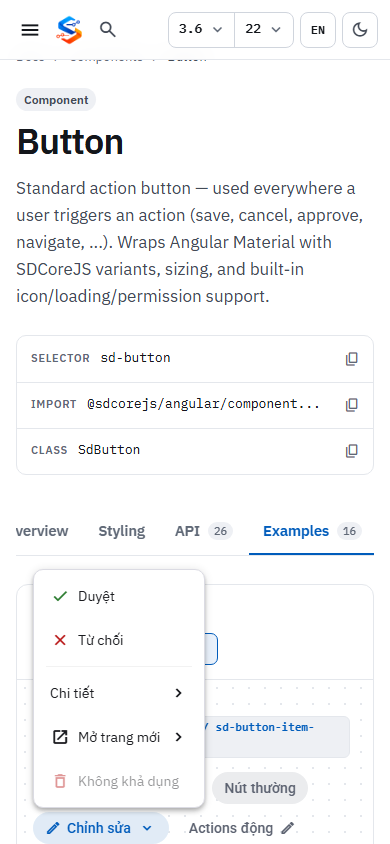 3.6
22
EN
Component
Button
Standard action button — used everywhere a
user triggers an action (save, cancel, approve,
navigate, ...). Wraps Angular Material with
SDCoreJS variants, sizing, and built-in
icon/loading/permission support.
SELECTOR sd-button
IMPORT @sdcorejs/angular/component...
CLASS SdButton
verview
Styling
API 26
Examples 16
Duyệt
Từ chối
Chi tiết
/ sd-button-item-
Mở trang mới
Không khả dụng
Nút thường
Chỉnh sửa
Actions động